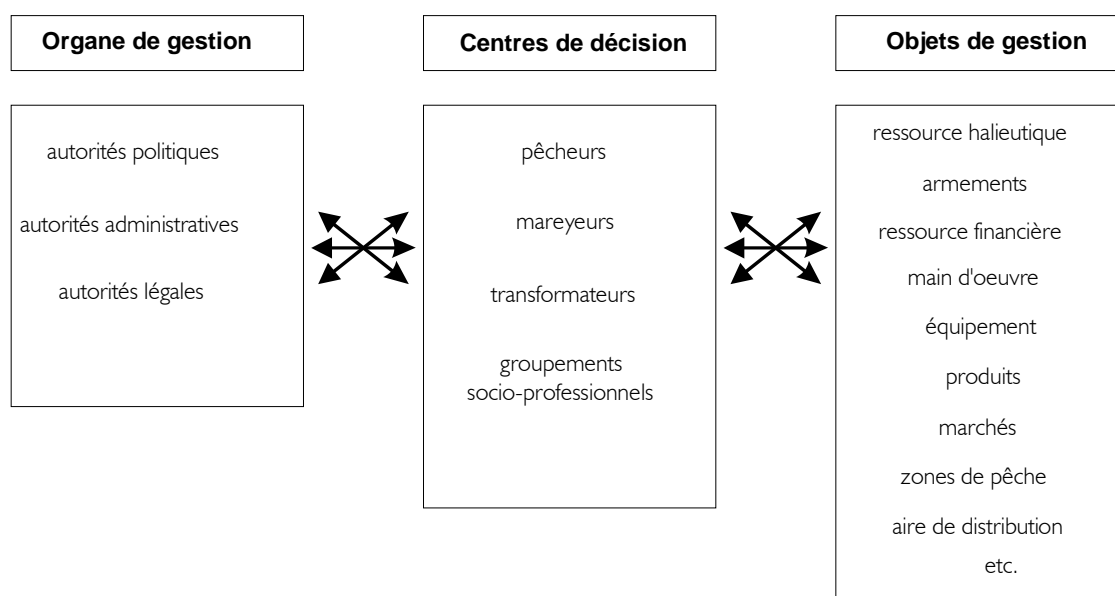 Organe de gestion
Centres de décision
Objets de gestion
autorités politiques
autorités administratives
autorités légales
pêcheurs
mareyeurs
transformateurs
groupements
socio-professionnels
ressource halieutique
armements
ressource financière
main d'oeuvre
équipement
produits
marchés
zones de pêche
aire de distribution
etc.